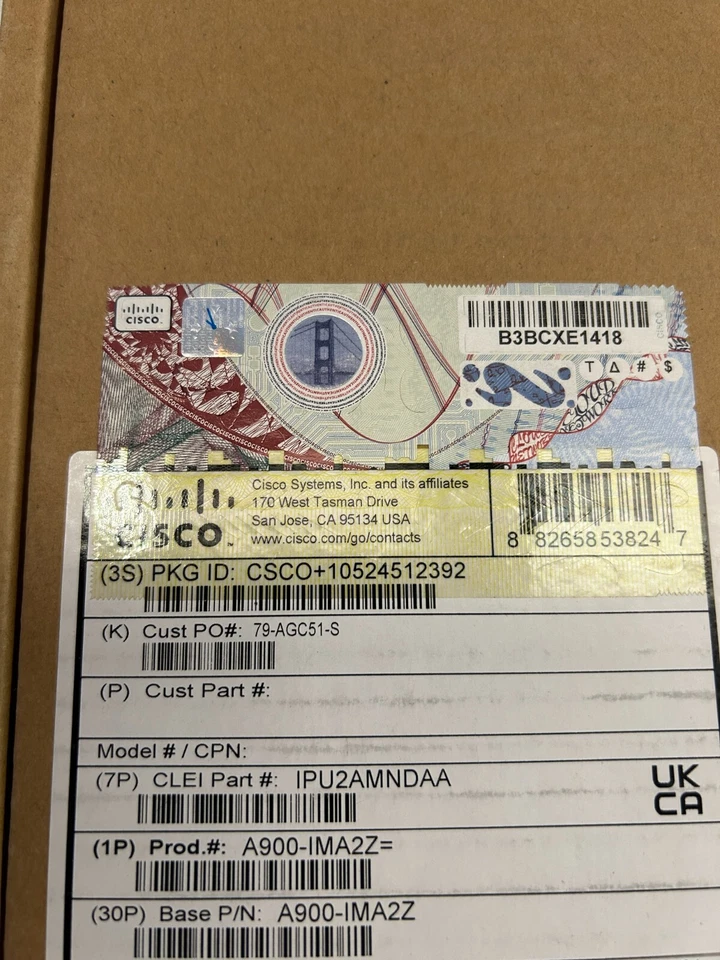 CISCO
B3BCXE1418
T Δ # $
CISCO
Cisco Systems, Inc. and its affiliates
170 West Tasman Drive
San Jose, CA 95134 USA
www.cisco.com/go/contacts
8 82658 53824 7
(3S) PKG ID: CSCO+10524512392
(K) Cust PO#: 79-AGC51-S
(P) Cust Part #:
Model # / CPN:
(7P) CLEI Part #: IPU2AMNDAA
UK
CA
(1P) Prod.#: A900-IMA2Z=
(30P) Base P/N: A900-IMA2Z